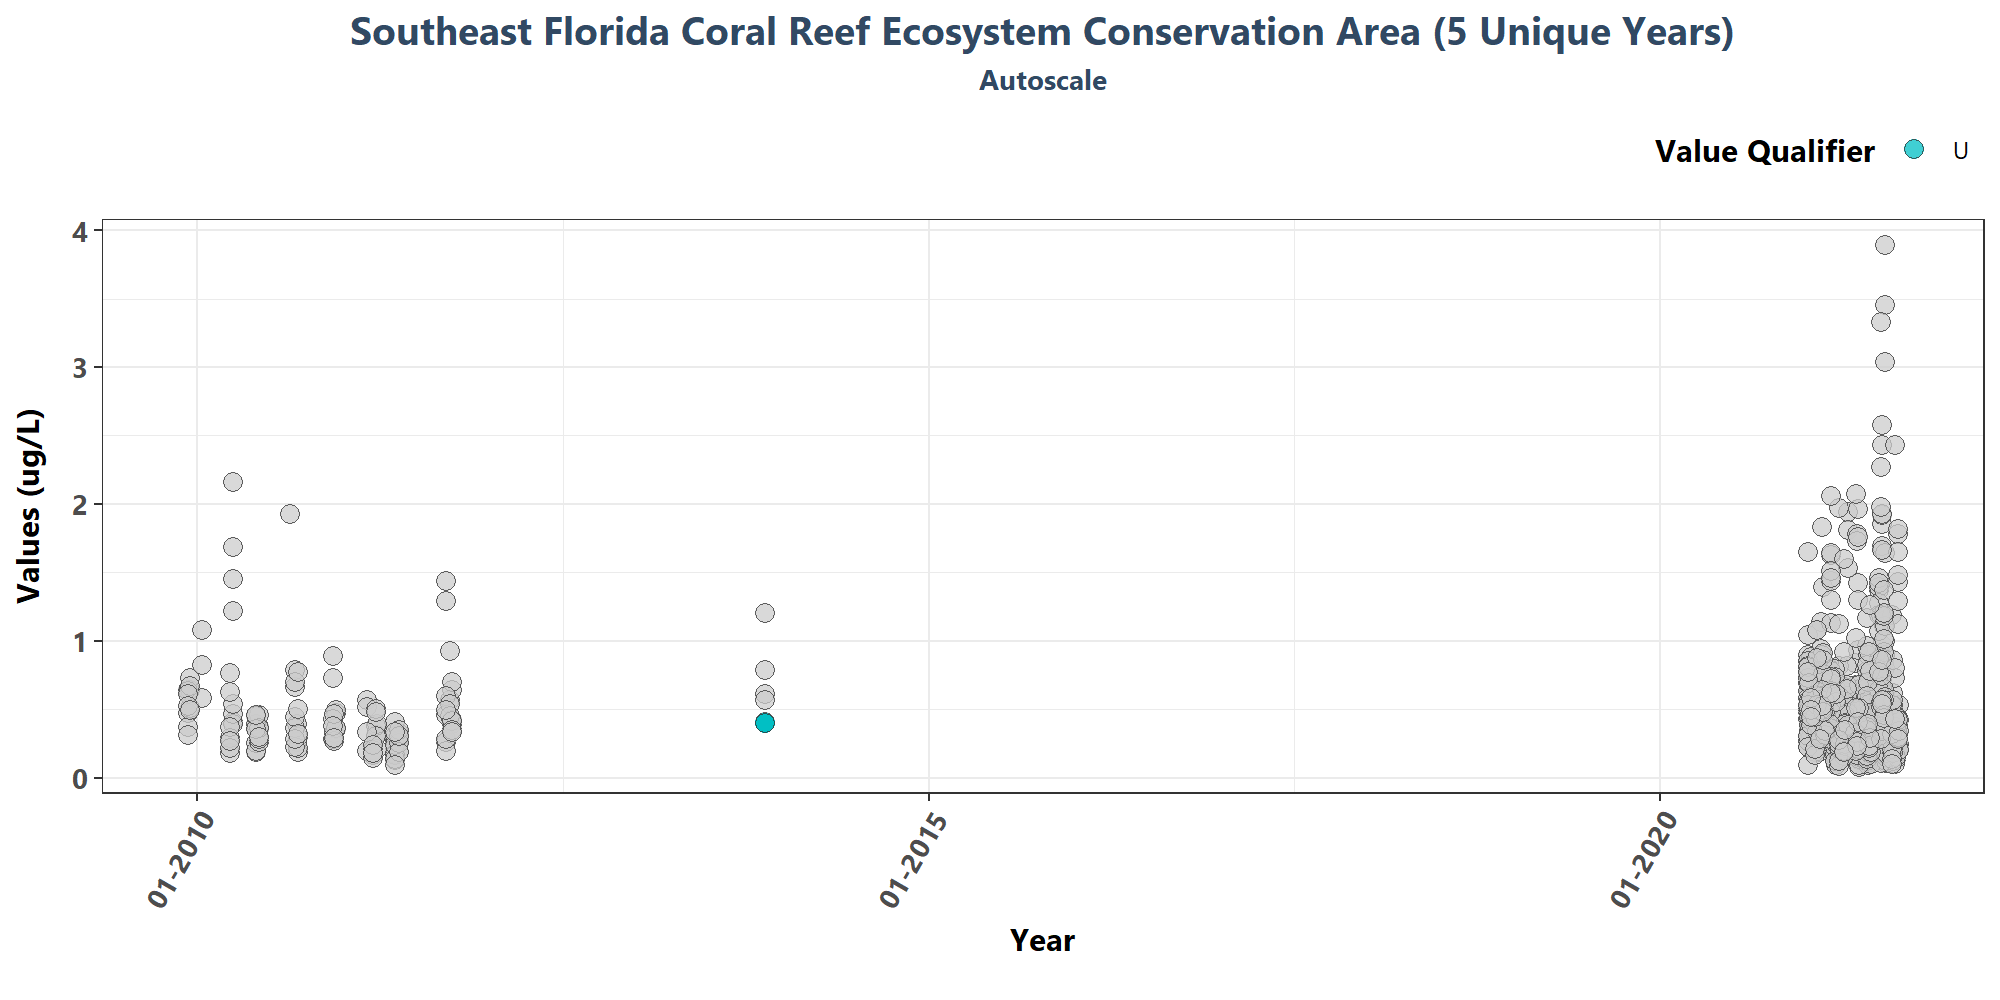 Southeast Florida Coral Reef Ecosystem Conservation Area (5 Unique Years)
Autoscale
Value Qualifier U
4
3
2
1
0
Values (ug/L)
01-2010 01-2015 01-2020
Year